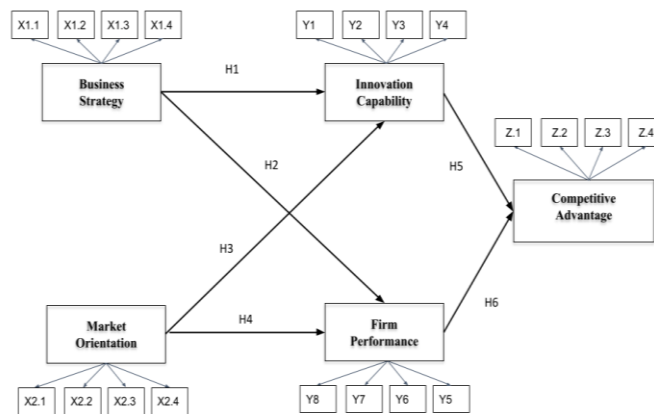 X1.1 X1.2 X1.3 X1.4
Y1 Y2 Y3 Y4
Business
Strategy
H1
Innovation
Capability
Z.1 Z.2 Z.3 Z.4
H2
H5
Competitive
Advantage
H3
H6
Market
Orientation
H4
Firm
Performance
X2.1 X2.2 X2.3 X2.4
Y8 Y7 Y6 Y5